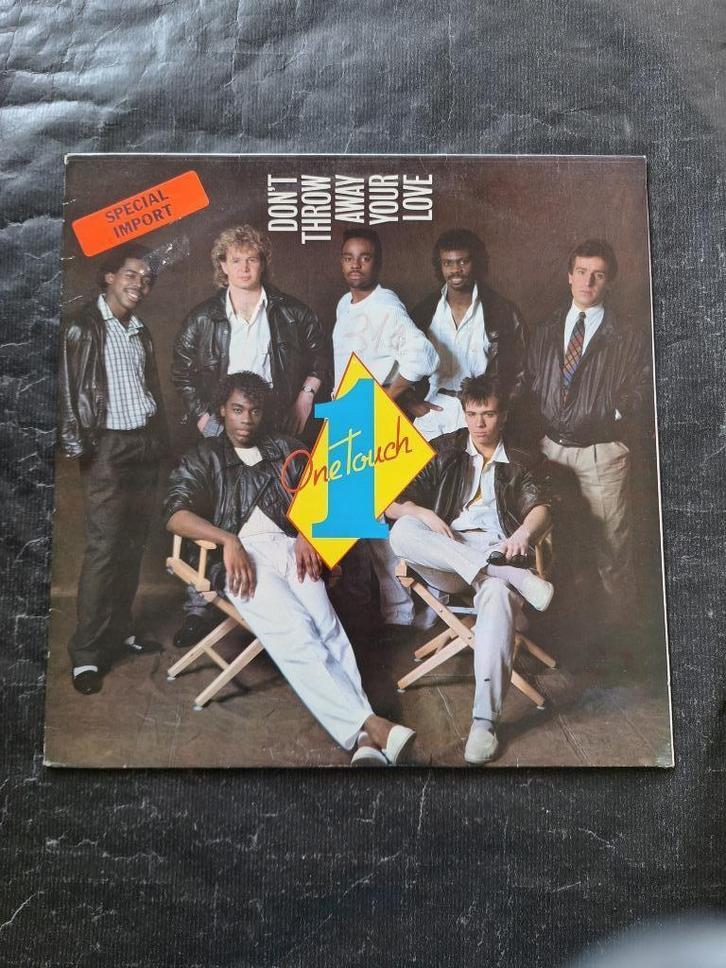 SPECIAL
IMPORT
DON'T
THROW
AWAY
YOUR
LOVE
1
One Touch